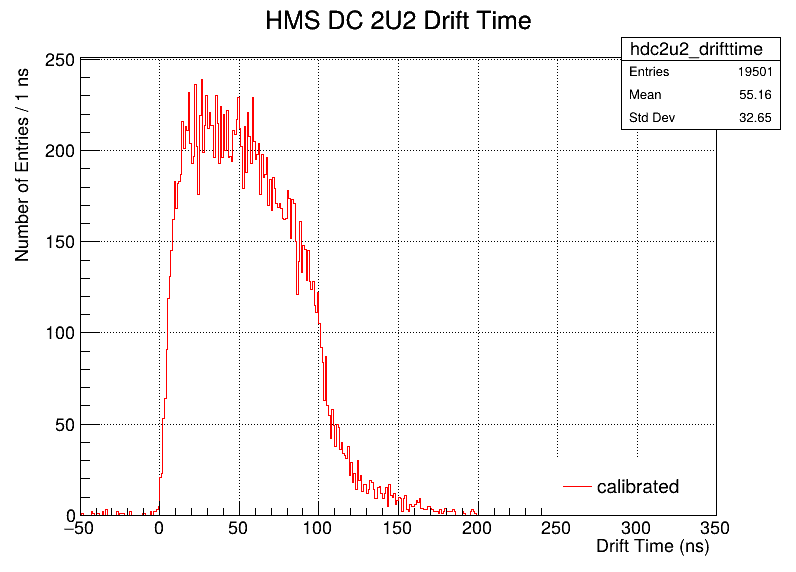 HMS DC 2U2 Drift Time
hdc2u2_drifttime
Entries 19501
Mean 55.16
Std Dev 32.65
Number of Entries / 1 ns
250
200
150
100
50
0
−50 0 50 100 150 200 250 300 350
Drift Time (ns)
calibrated